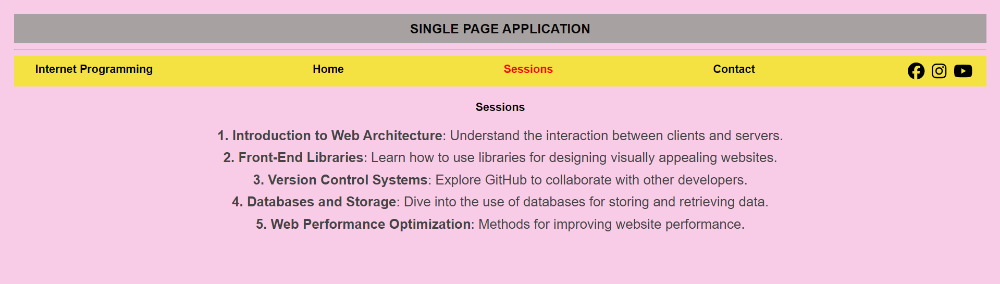 SINGLE PAGE APPLICATION
Internet Programming Home Sessions Contact
Sessions
1. Introduction to Web Architecture: Understand the interaction between clients and servers.
2. Front-End Libraries: Learn how to use libraries for designing visually appealing websites.
3. Version Control Systems: Explore GitHub to collaborate with other developers.
4. Databases and Storage: Dive into the use of databases for storing and retrieving data.
5. Web Performance Optimization: Methods for improving website performance.